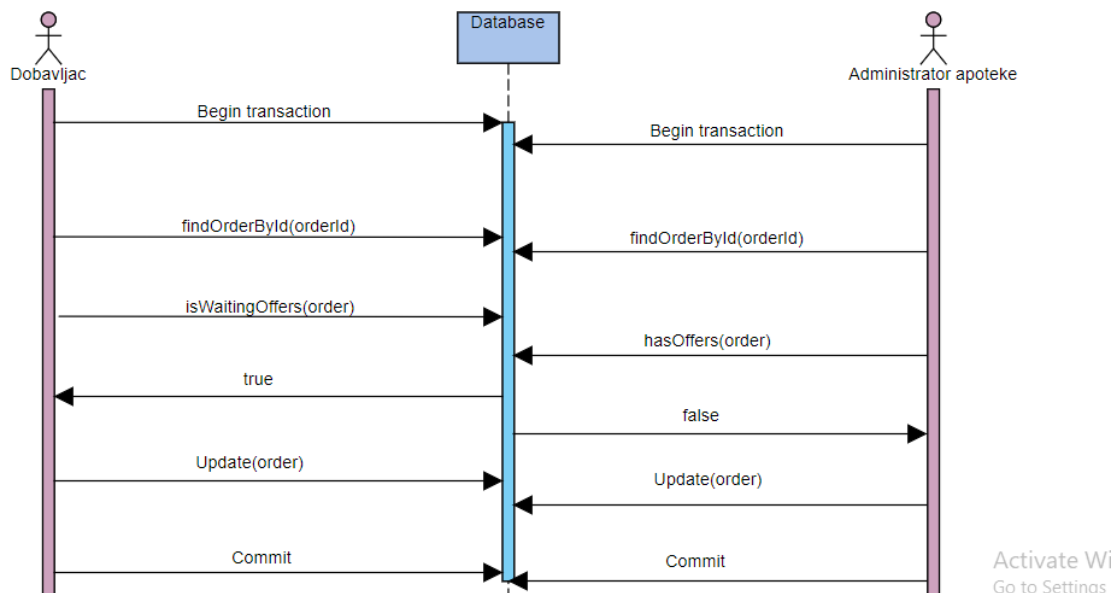 Database
Dobavljac
Administrator apoteke
Begin transaction
Begin transaction
findOrderById(orderId)
findOrderById(orderId)
isWaitingOffers(order)
hasOffers(order)
true
false
Update(order)
Update(order)
Commit
Commit
Activate Wi
Go to Settings